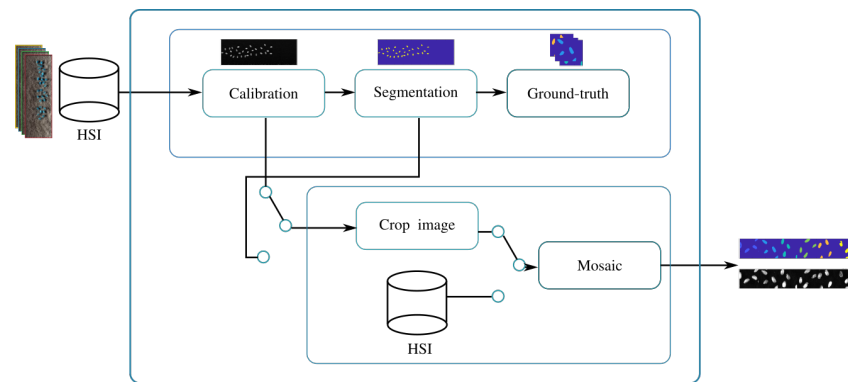 Calibration
Segmentation
Ground-truth
HSI
Crop image
Mosaic
HSI